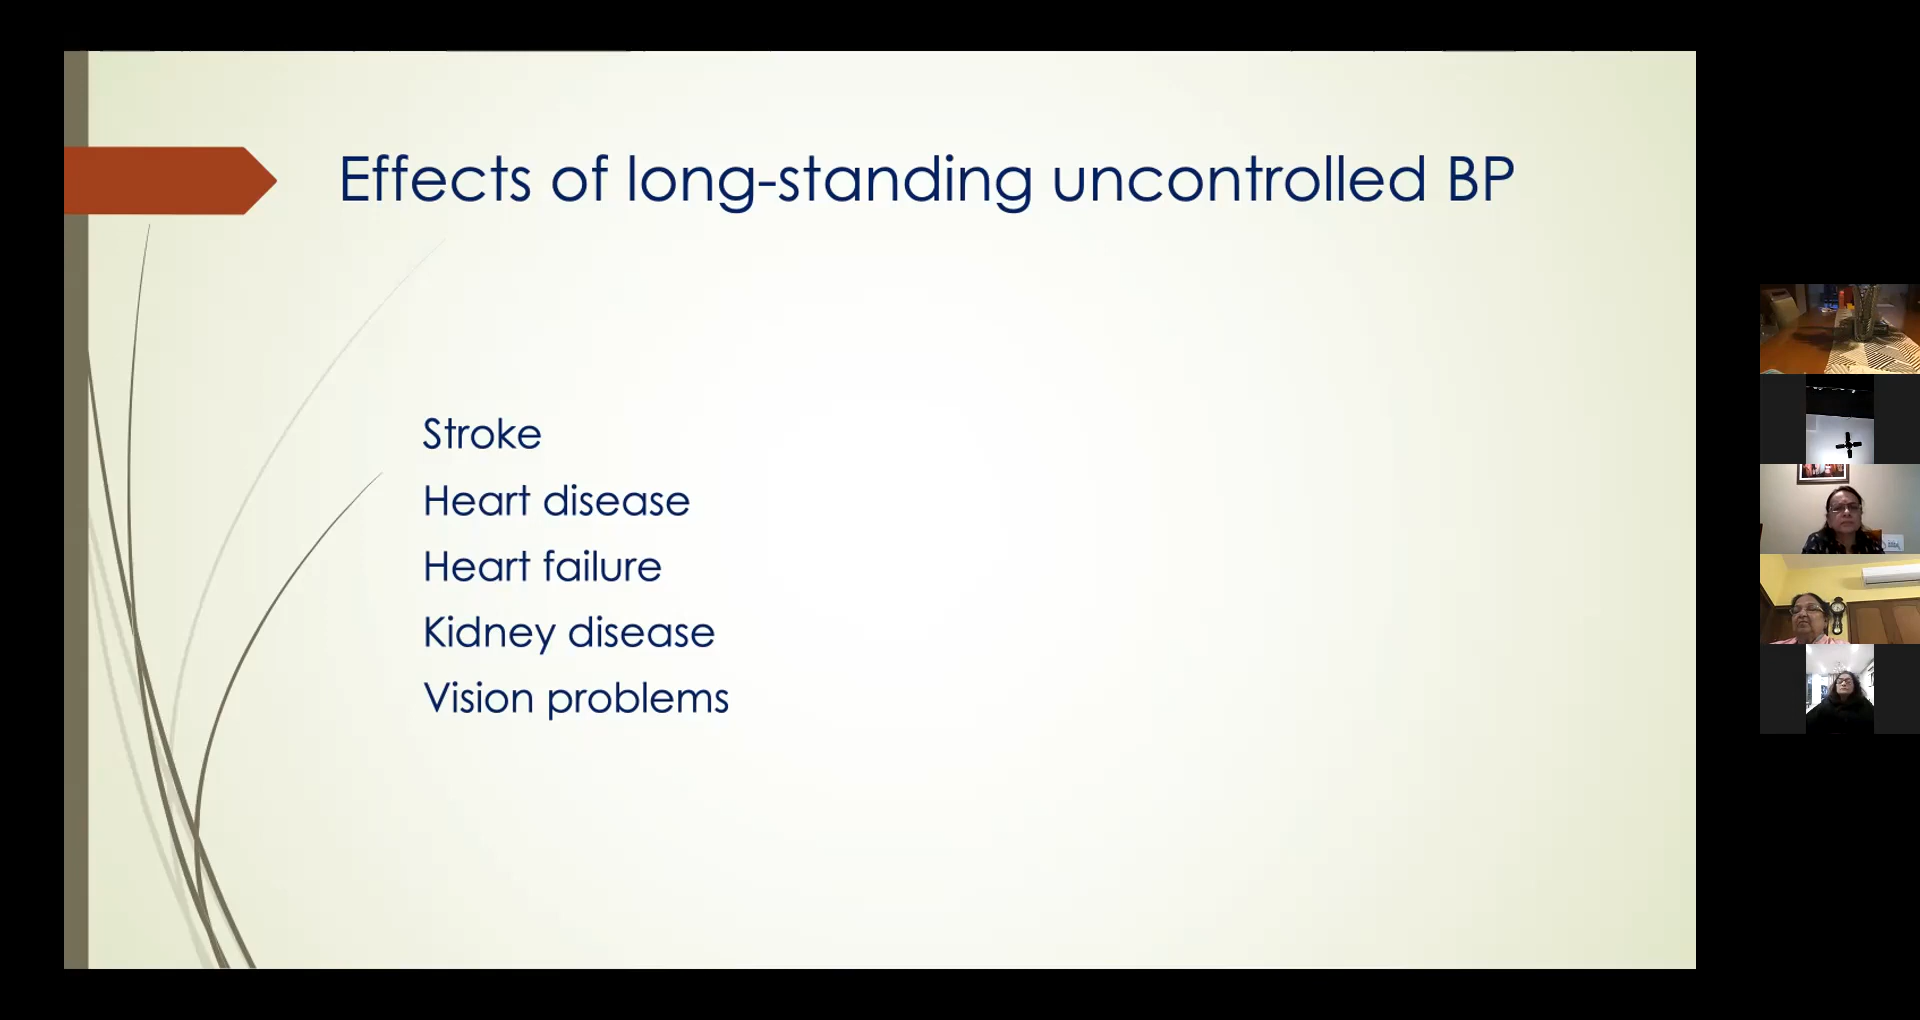 Effects of long-standing uncontrolled BP
Stroke
Heart disease
Heart failure
Kidney disease
Vision problems